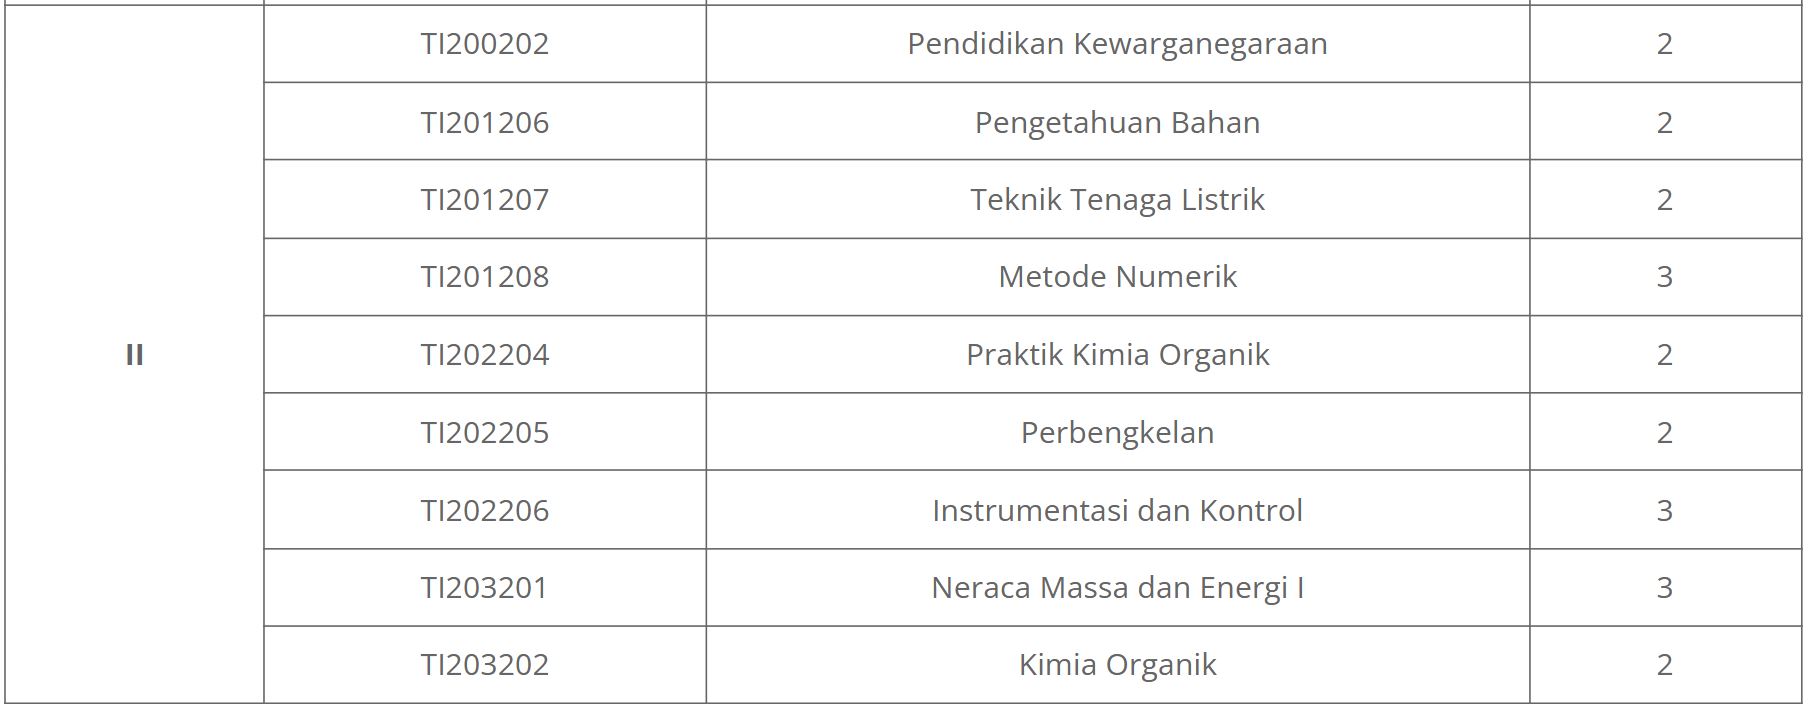 TI200202 Pendidikan Kewarganegaraan 2
TI201206 Pengetahuan Bahan 2
TI201207 Teknik Tenaga Listrik 2
TI201208 Metode Numerik 3
II TI202204 Praktik Kimia Organik 2
TI202205 Perbengkelan 2
TI202206 Instrumentasi dan Kontrol 3
TI203201 Neraca Massa dan Energi I 3
TI203202 Kimia Organik 2